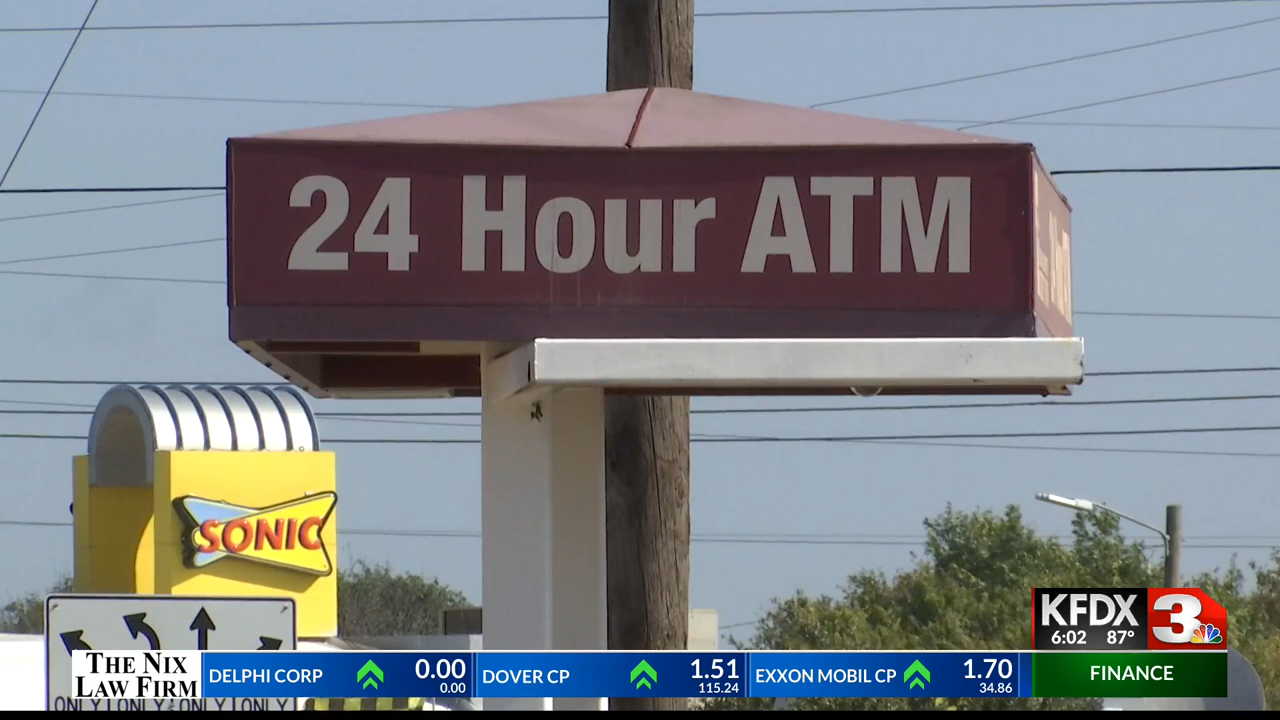 24 Hour ATM
SONIC
ONLY ONLY ONLY ONLY
KFDX 3
6:02 87°
THE NIX
LAW FIRM
DELPHI CORP 0.00
0.00
DOVER CP 1.51
115.24
EXXON MOBIL CP 1.70
34.86
FINANCE